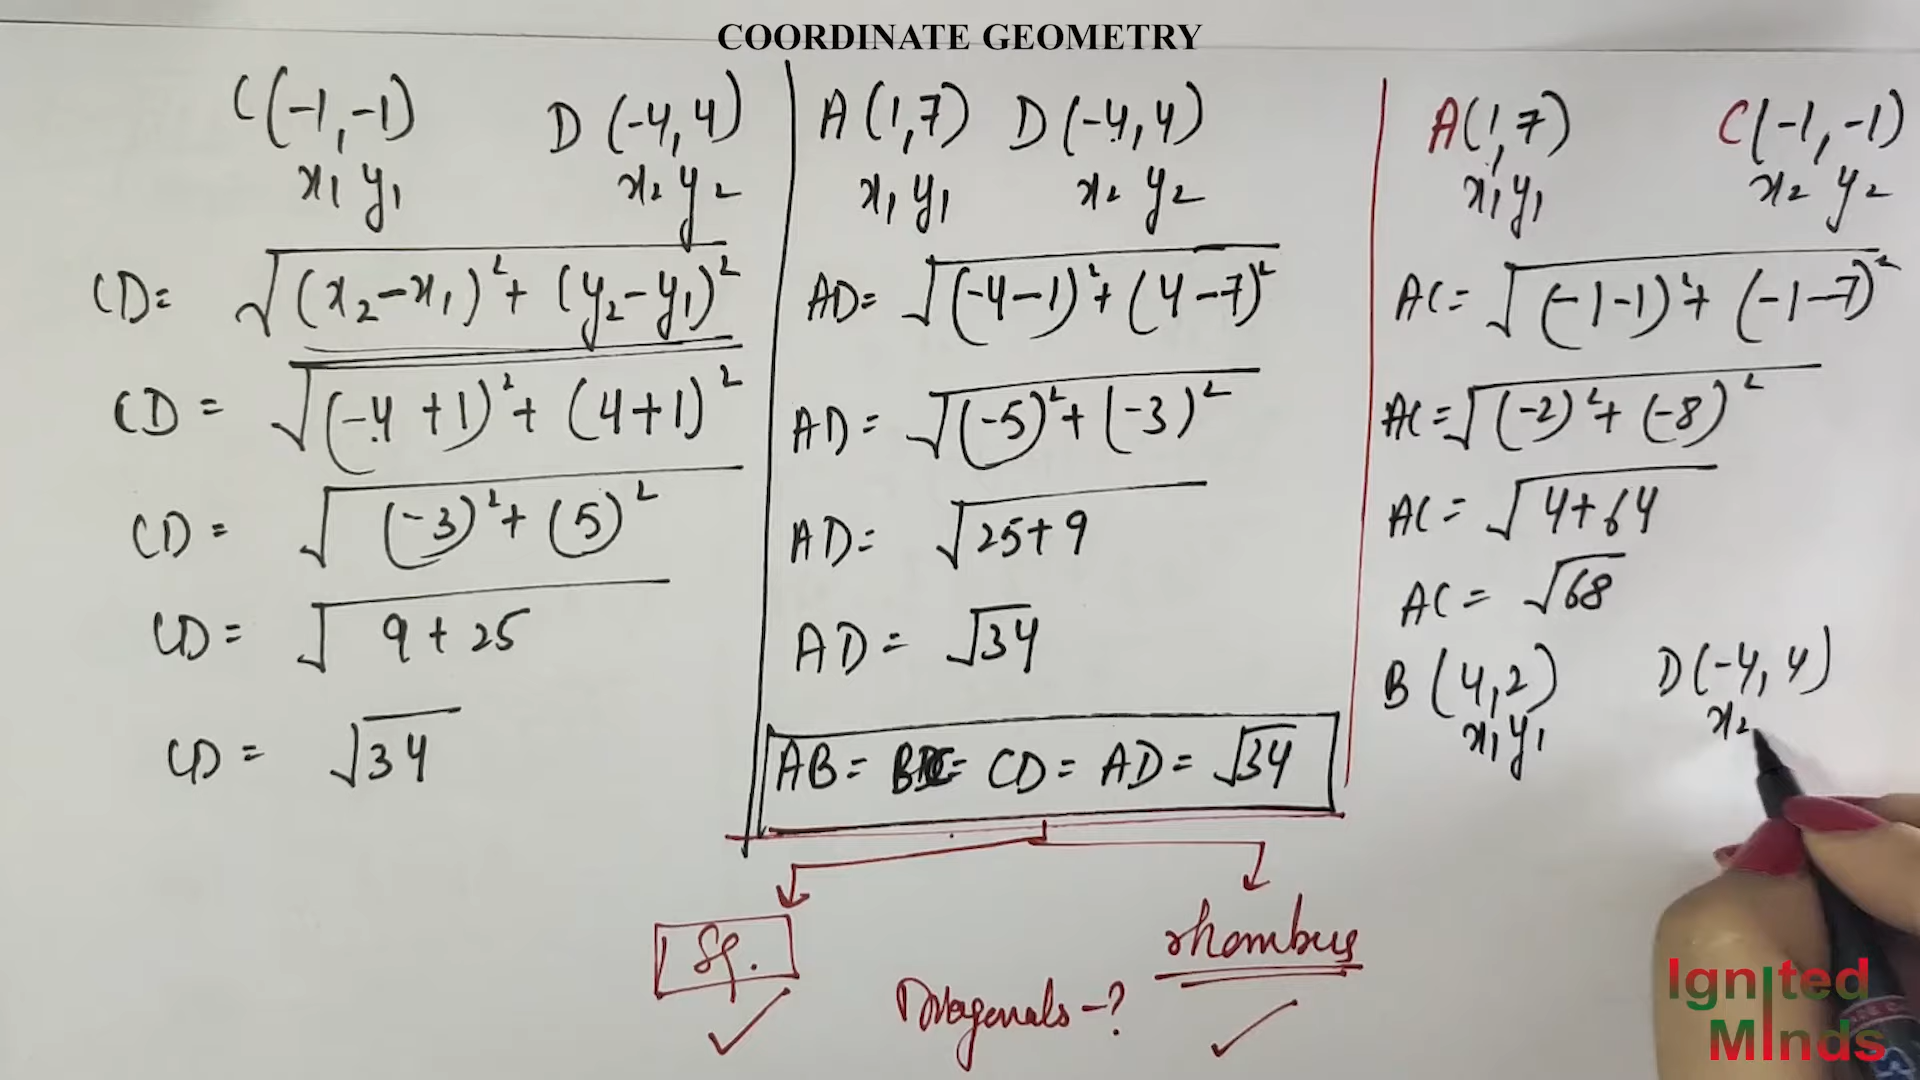 COORDINATE GEOMETRY
C(-1,-1) D(-4,4)
x₁ y₁ x₂ y₂
CD= √(x₂-x₁)²+(y₂-y₁)²
CD = √(-4+1)²+(4+1)²
CD = √(-3)²+(5)²
CD = √9+25
CD = √34
A(1,7) D(-4,4)
x₁ y₁ x₂ y₂
AD= √(-4-1)²+(4-7)²
AD= √(-5)²+(-3)²
AD= √25+9
AD = √34
AB= BC= CD= AD= √34
Sq.
rhombus
Diagonals-?
A(1,7) C(-1,-1)
x₁ y₁ x₂ y₂
AC= √(-1-1)²+(-1-7)²
AC=√(-2)²+(-8)²
AC= √4+64
AC= √68
B(4,2) D(-4,4)
x₁ y₁ x₂
Ignited
Minds